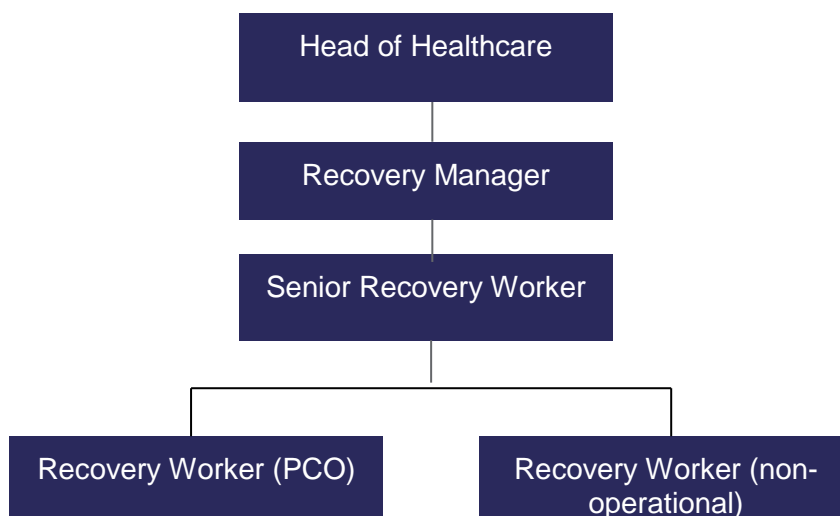 Head of Healthcare
Recovery Manager
Senior Recovery Worker
Recovery Worker (PCO)
Recovery Worker (non-
operational)